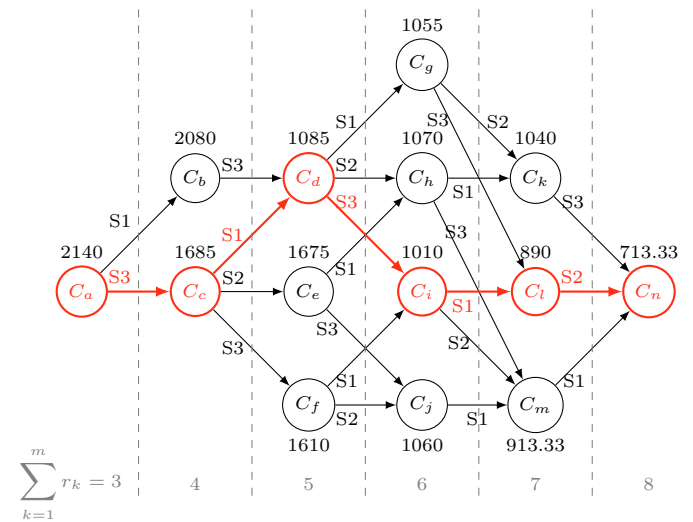 1055
C_g
S1
S3
S2
2080
1085
1070
1040
C_b
S3
C_d
S2
C_h
S1
C_k
S1
S3
S3
S3
2140
1685
S1
1675
S1
1010
890
713.33
C_a
S3
C_c
S2
C_e
C_i
S1
C_l
S2
C_n
S3
S3
S2
C_f
S1
S2
C_j
S1
C_m
S1
1610
1060
913.33
\sum_{k=1}^{m} r_k = 3
4
5
6
7
8